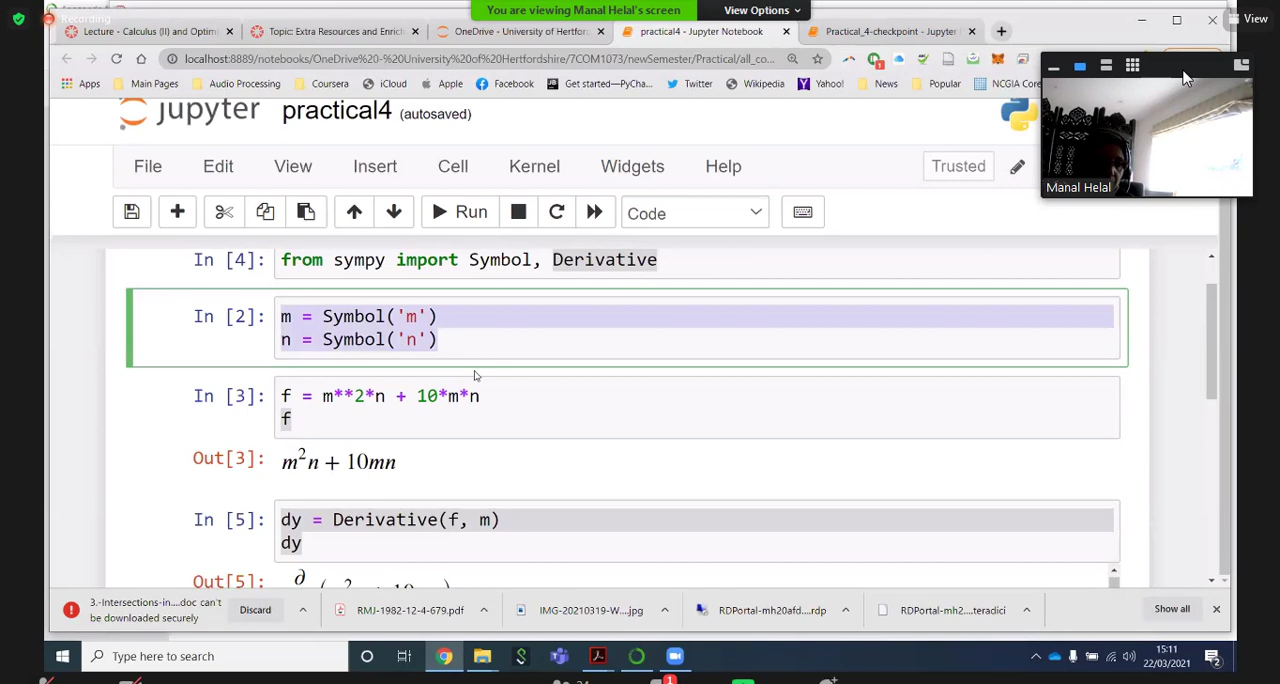 You are viewing Manal Helal's screen
View Options
Recording
View
Lecture - Calculus (II) and Optim
Topic: Extra Resources and Enrich
OneDrive - University of Hertfords
practical4 - Jupyter Notebook
Practical_4-checkpoint - Jupyter
localhost:8889/notebooks/OneDrive%20-%20University%20of%20Hertfordshire/7COM1073/newSemester/Practical/all_co...
Apps
Main Pages
Audio Processing
Coursera
iCloud
Apple
Facebook
Get started—PyCha...
Twitter
Wikipedia
News
Popular
NCGIA Core
jupyter
practical4 (autosaved)
Manal Helal
File
Edit
View
Insert
Cell
Kernel
Widgets
Help
Trusted
Run
Code
In [4]: from sympy import Symbol, Derivative
In [2]: m = Symbol('m')
n = Symbol('n')
In [3]: f = m**2*n + 10*m*n
f
Out[3]: m²n + 10mn
In [5]: dy = Derivative(f, m)
dy
Out[5]: ∂
3.-Intersections-in....doc can't
be downloaded securely
Discard
RMJ-1982-12-4-679.pdf
IMG-20210319-W....jpg
RDPortal-mh20afd....rdp
RDPortal-mh2....teradici
Show all
Type here to search
15:11
22/03/2021
2
1